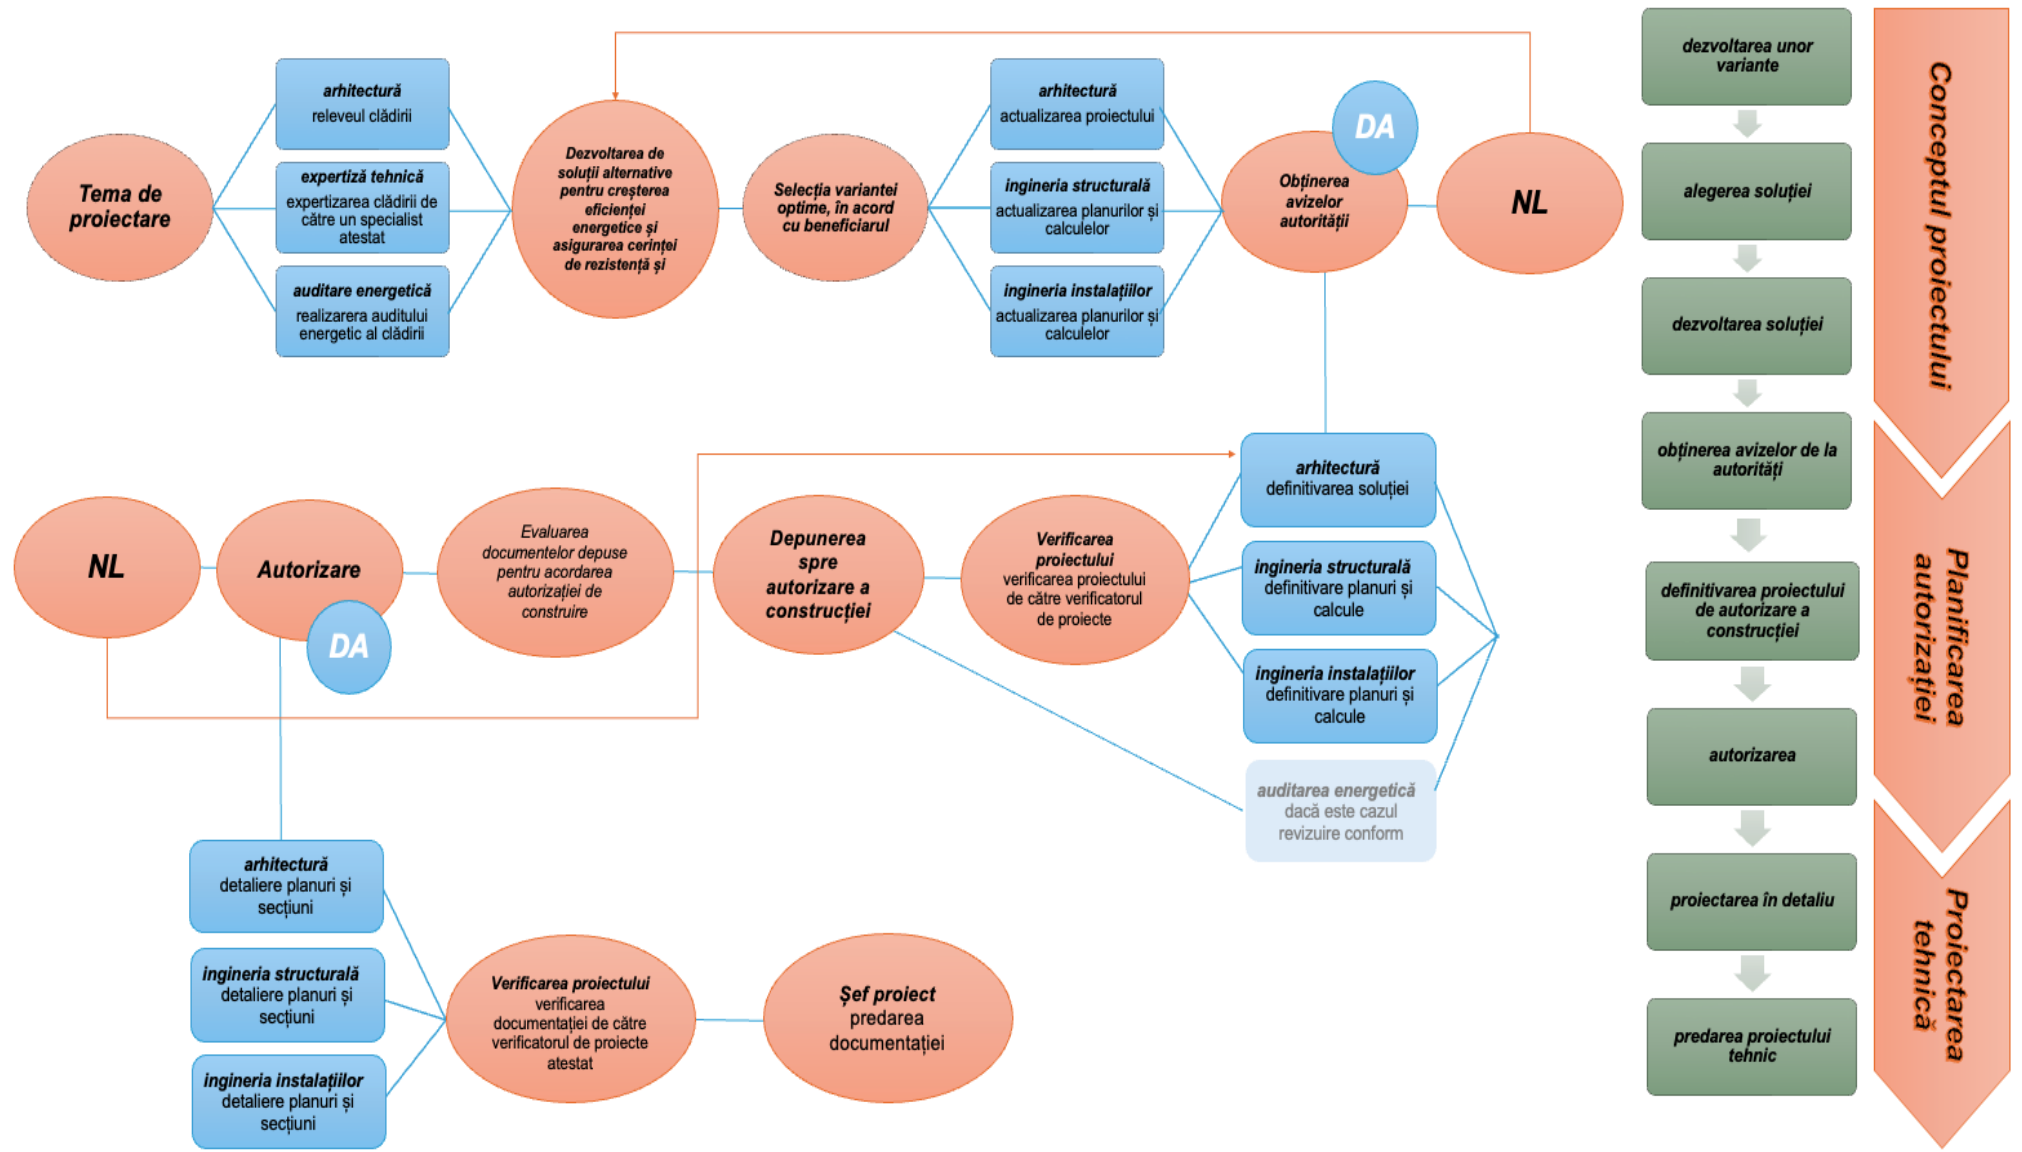 Tema de
proiectare
arhitectură
releveul clădirii
expertiză tehnică
expertizarea clădirii de
către un specialist
atestat
auditare energetică
realizarera auditului
energetic al clădirii
Dezvoltarea de
soluții alternative
pentru creșterea
eficienței
energetice și
asigurarea cerinței
de rezistență și
Selecția variantei
optime, în acord
cu beneficiarul
arhitectură
actualizarea proiectului
ingineria structurală
actualizarea planurilor și
calculelor
ingineria instalațiilor
actualizarea planurilor și
calculelor
DA
Obținerea
avizelor
autorității
NL
arhitectură
definitivarea soluției
ingineria structurală
definitivare planuri și
calcule
ingineria instalațiilor
definitivare planuri și
calcule
auditarea energetică
dacă este cazul
revizuire conform
Verificarea
proiectului
verificarea proiectului
de către verificatorul
de proiecte
Depunerea
spre
autorizare a
construcției
Evaluarea
documentelor depuse
pentru acordarea
autorizației de
construire
Autorizare
DA
NL
arhitectură
detaliere planuri și
secțiuni
ingineria structurală
detaliere planuri și
secțiuni
ingineria instalațiilor
detaliere planuri și
secțiuni
Verificarea proiectului
verificarea
documentației de către
verificatorul de proiecte
atestat
Șef proiect
predarea
documentației
dezvoltarea unor
variante
alegerea soluției
dezvoltarea soluției
obținerea avizelor de la
autorități
definitivarea proiectului
de autorizare a
construcției
autorizarea
proiectarea în detaliu
predarea proiectului
tehnic
Conceptul proiectului
Planificarea
autorizației
Proiectarea
tehnică